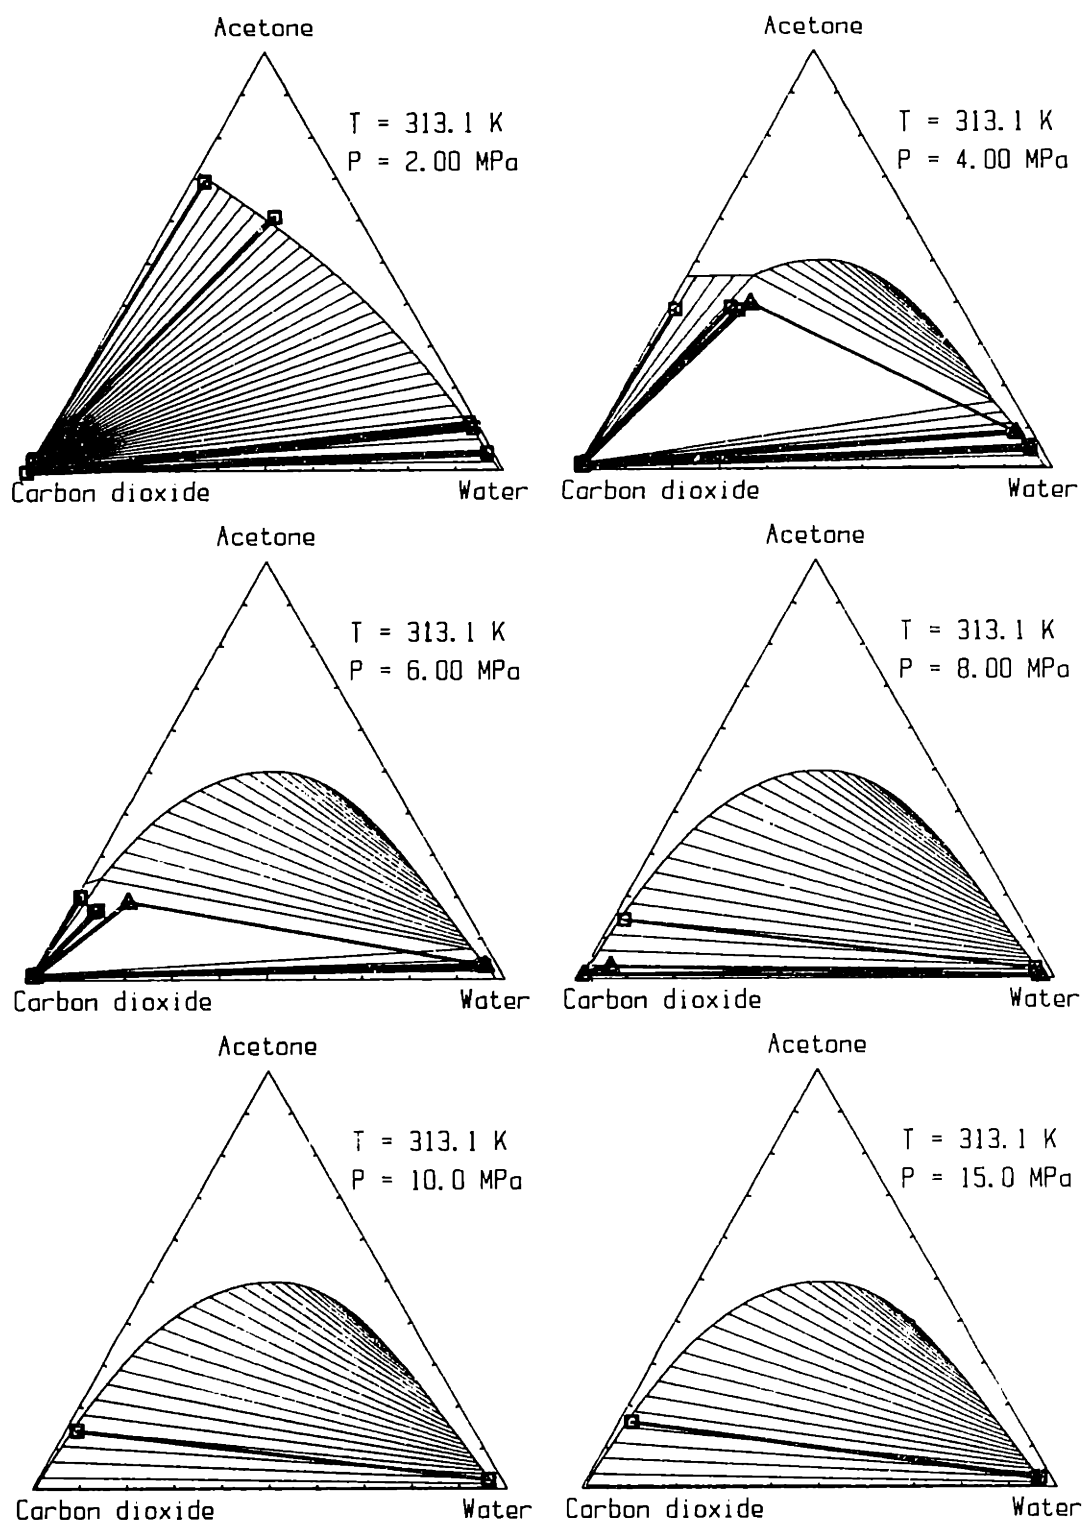 Acetone
T = 313.1 K
P = 2.00 MPa
Carbon dioxide
Water
Acetone
T = 313.1 K
P = 4.00 MPa
Carbon dioxide
Water
Acetone
T = 313.1 K
P = 6.00 MPa
Carbon dioxide
Water
Acetone
T = 313.1 K
P = 8.00 MPa
Carbon dioxide
Water
Acetone
T = 313.1 K
P = 10.0 MPa
Carbon dioxide
Water
Acetone
T = 313.1 K
P = 15.0 MPa
Carbon dioxide
Water